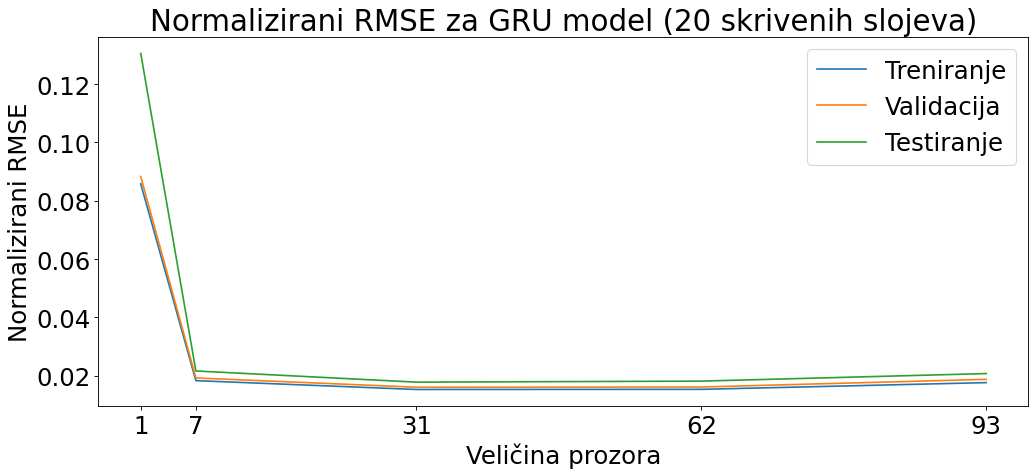 Normalizirani RMSE za GRU model (20 skrivenih slojeva)
Normalizirani RMSE
0.12
0.10
0.08
0.06
0.04
0.02
Treniranje
Validacija
Testiranje
1 7 31 62 93
Veličina prozora